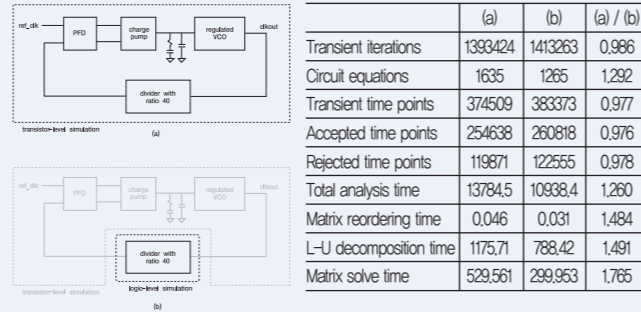 ref_clk
PFD
charge
pump
regulated
VCO
clkout
divider with
ratio 40
transistor-level simulation
(a)
ref_clk
PFD
charge
pump
regulated
VCO
clkout
divider with
ratio 40
logic-level simulation
transistor-level simulation
(b)
(a) (b) (a) / (b)
Transient iterations 1393424 1413263 0,986
Circuit equations 1635 1265 1,292
Transient time points 374509 383373 0,977
Accepted time points 254638 260818 0,976
Rejected time points 119871 122555 0,978
Total analysis time 13784,5 10938,4 1,260
Matrix reordering time 0,046 0,031 1,484
L-U decomposition time 1175,71 788,42 1,491
Matrix solve time 529,561 299,953 1,765